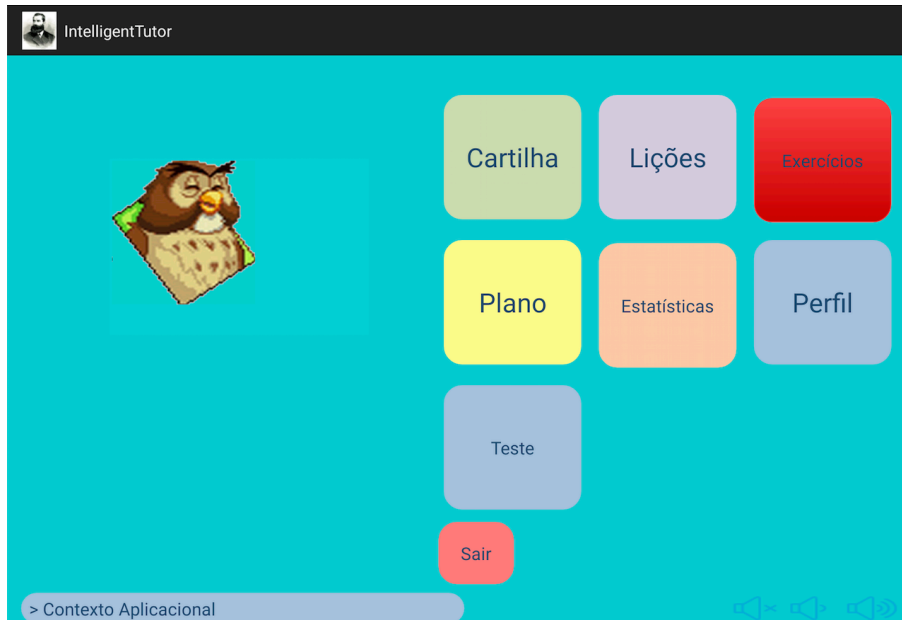 IntelligentTutor
Cartilha
Lições
Exercícios
Plano
Estatísticas
Perfil
Teste
Sair
> Contexto Aplicacional